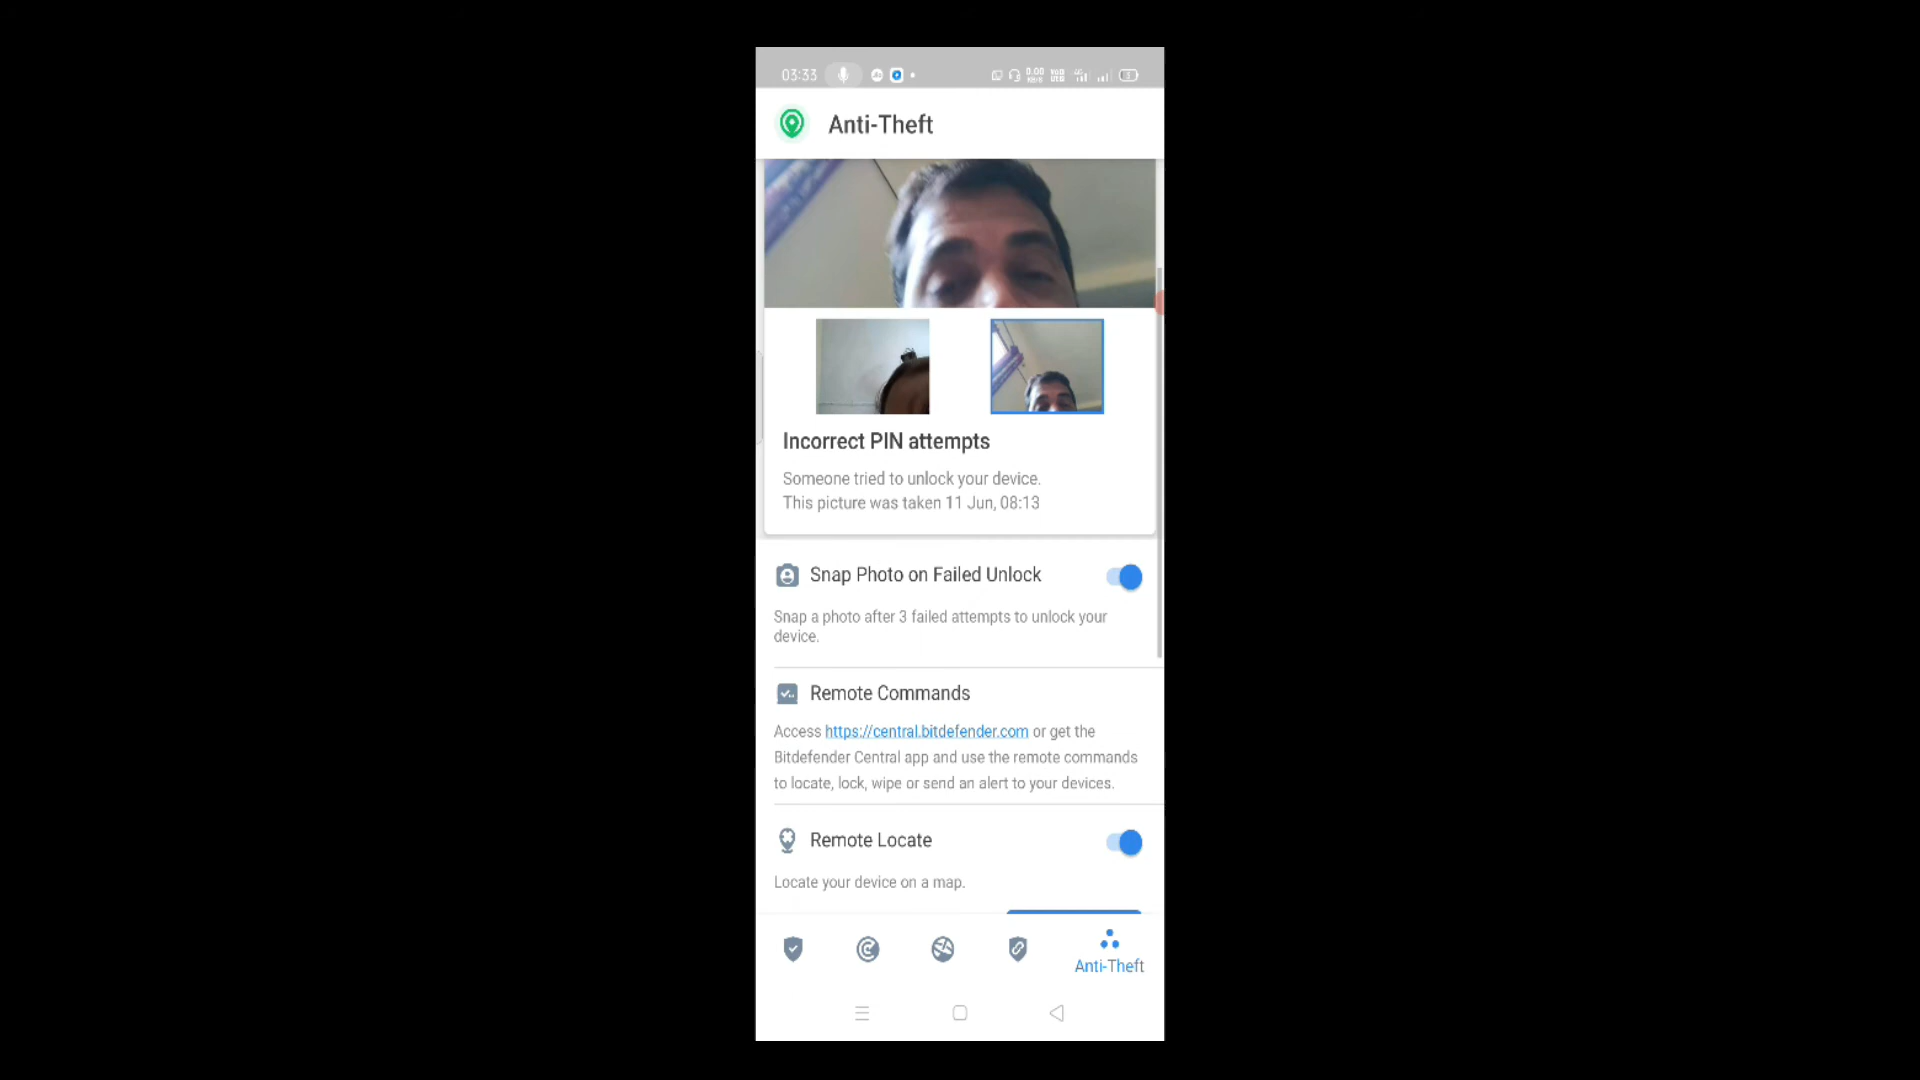 03:33
Anti-Theft
Incorrect PIN attempts
Someone tried to unlock your device.
This picture was taken 11 Jun, 08:13
Snap Photo on Failed Unlock
Snap a photo after 3 failed attempts to unlock your
device.
Remote Commands
Access https://central.bitdefender.com or get the
Bitdefender Central app and use the remote commands
to locate, lock, wipe or send an alert to your devices.
Remote Locate
Locate your device on a map.
Anti-Theft